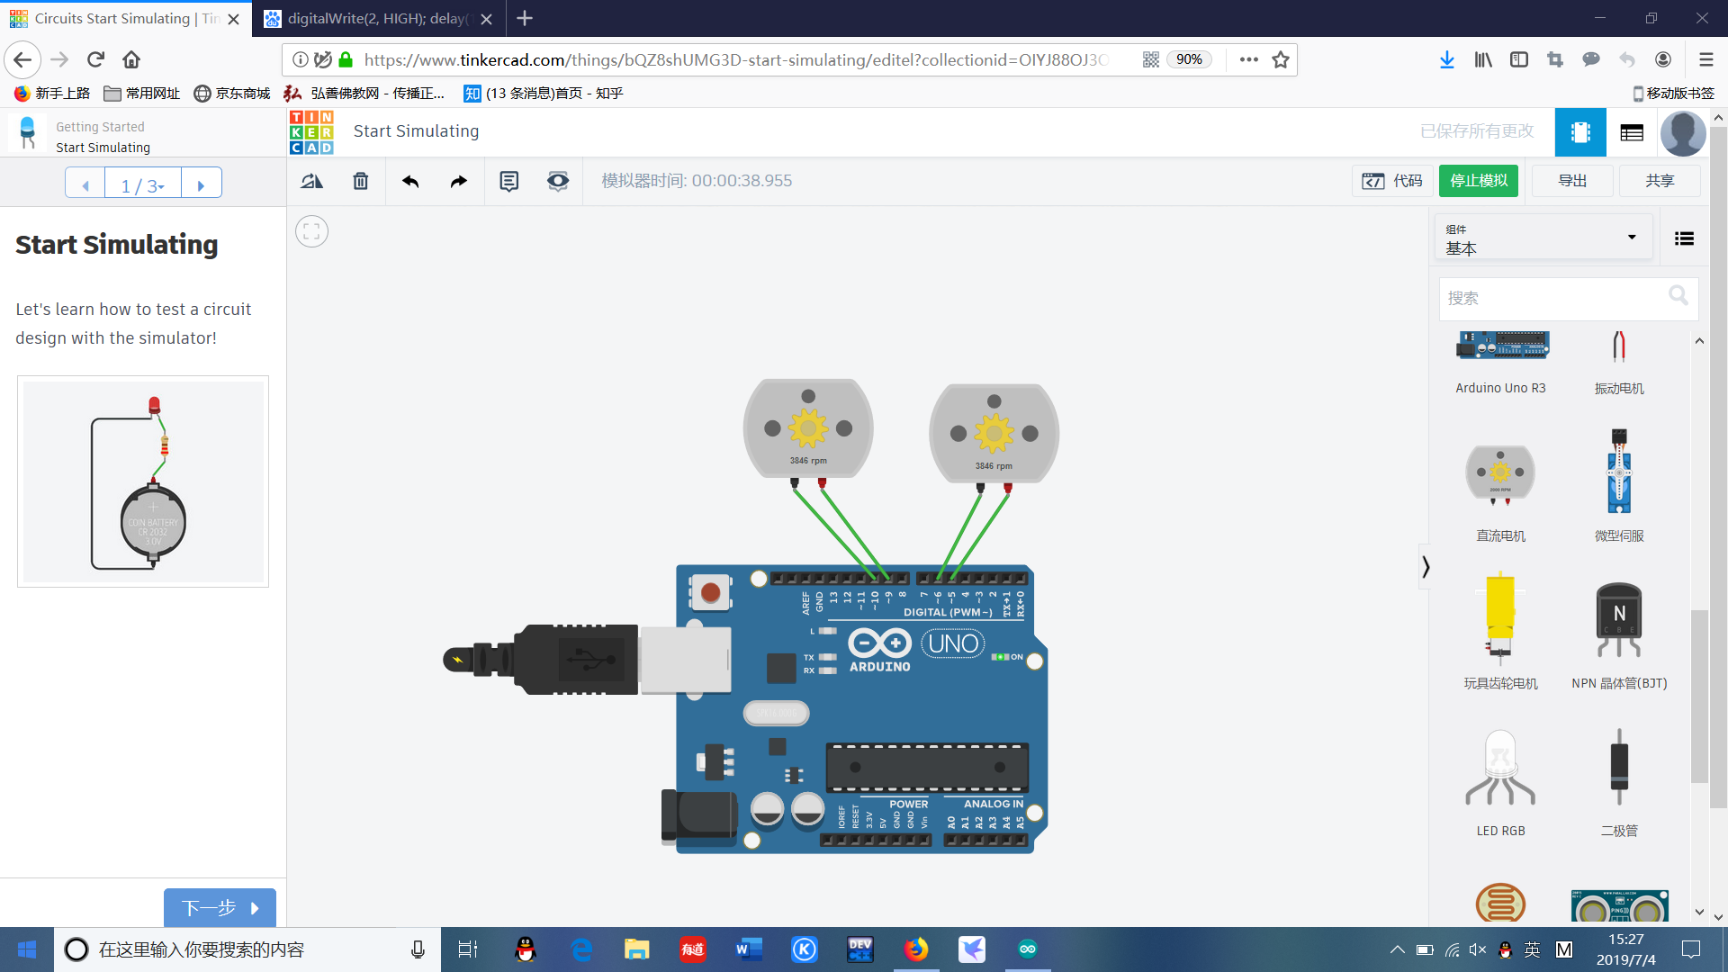 Circuits Start Simulating | Tin
digitalWrite(2, HIGH); delay(
https://www.tinkercad.com/things/bQZ8shUMG3D-start-simulating/editel?collectionid=OIYJ88OJ3O
90%
新手上路
常用网址
京东商城
弘善佛教网 - 传播正...
知
(13 条消息)首页 - 知乎
移动版书签
Getting Started
Start Simulating
TIN
KER
CAD
Start Simulating
已保存所有更改
1 / 3
模拟器时间: 00:00:38.955
代码
停止模拟
导出
共享
Start Simulating
Let's learn how to test a circuit
design with the simulator!
COIN BATTERY
CR 2032
3.0V
下一步
3846 rpm
3846 rpm
AREF
GND
13
12
~11
~10
~9
8
7
~6
~5
4
~3
2
TX→1
RX←0
DIGITAL (PWM~)
L
TX
RX
ARDUINO
UNO
ON
POWER
ANALOG IN
IOREF
RESET
3.3V
5V
GND
GND
Vin
A0
A1
A2
A3
A4
A5
组件
基本
搜索
Arduino Uno R3
振动电机
直流电机
微型伺服
N
玩具齿轮电机
NPN 晶体管(BJT)
LED RGB
二极管
在这里输入你要搜索的内容
有道
W
K
DEV
英
M
15:27
2019/7/4